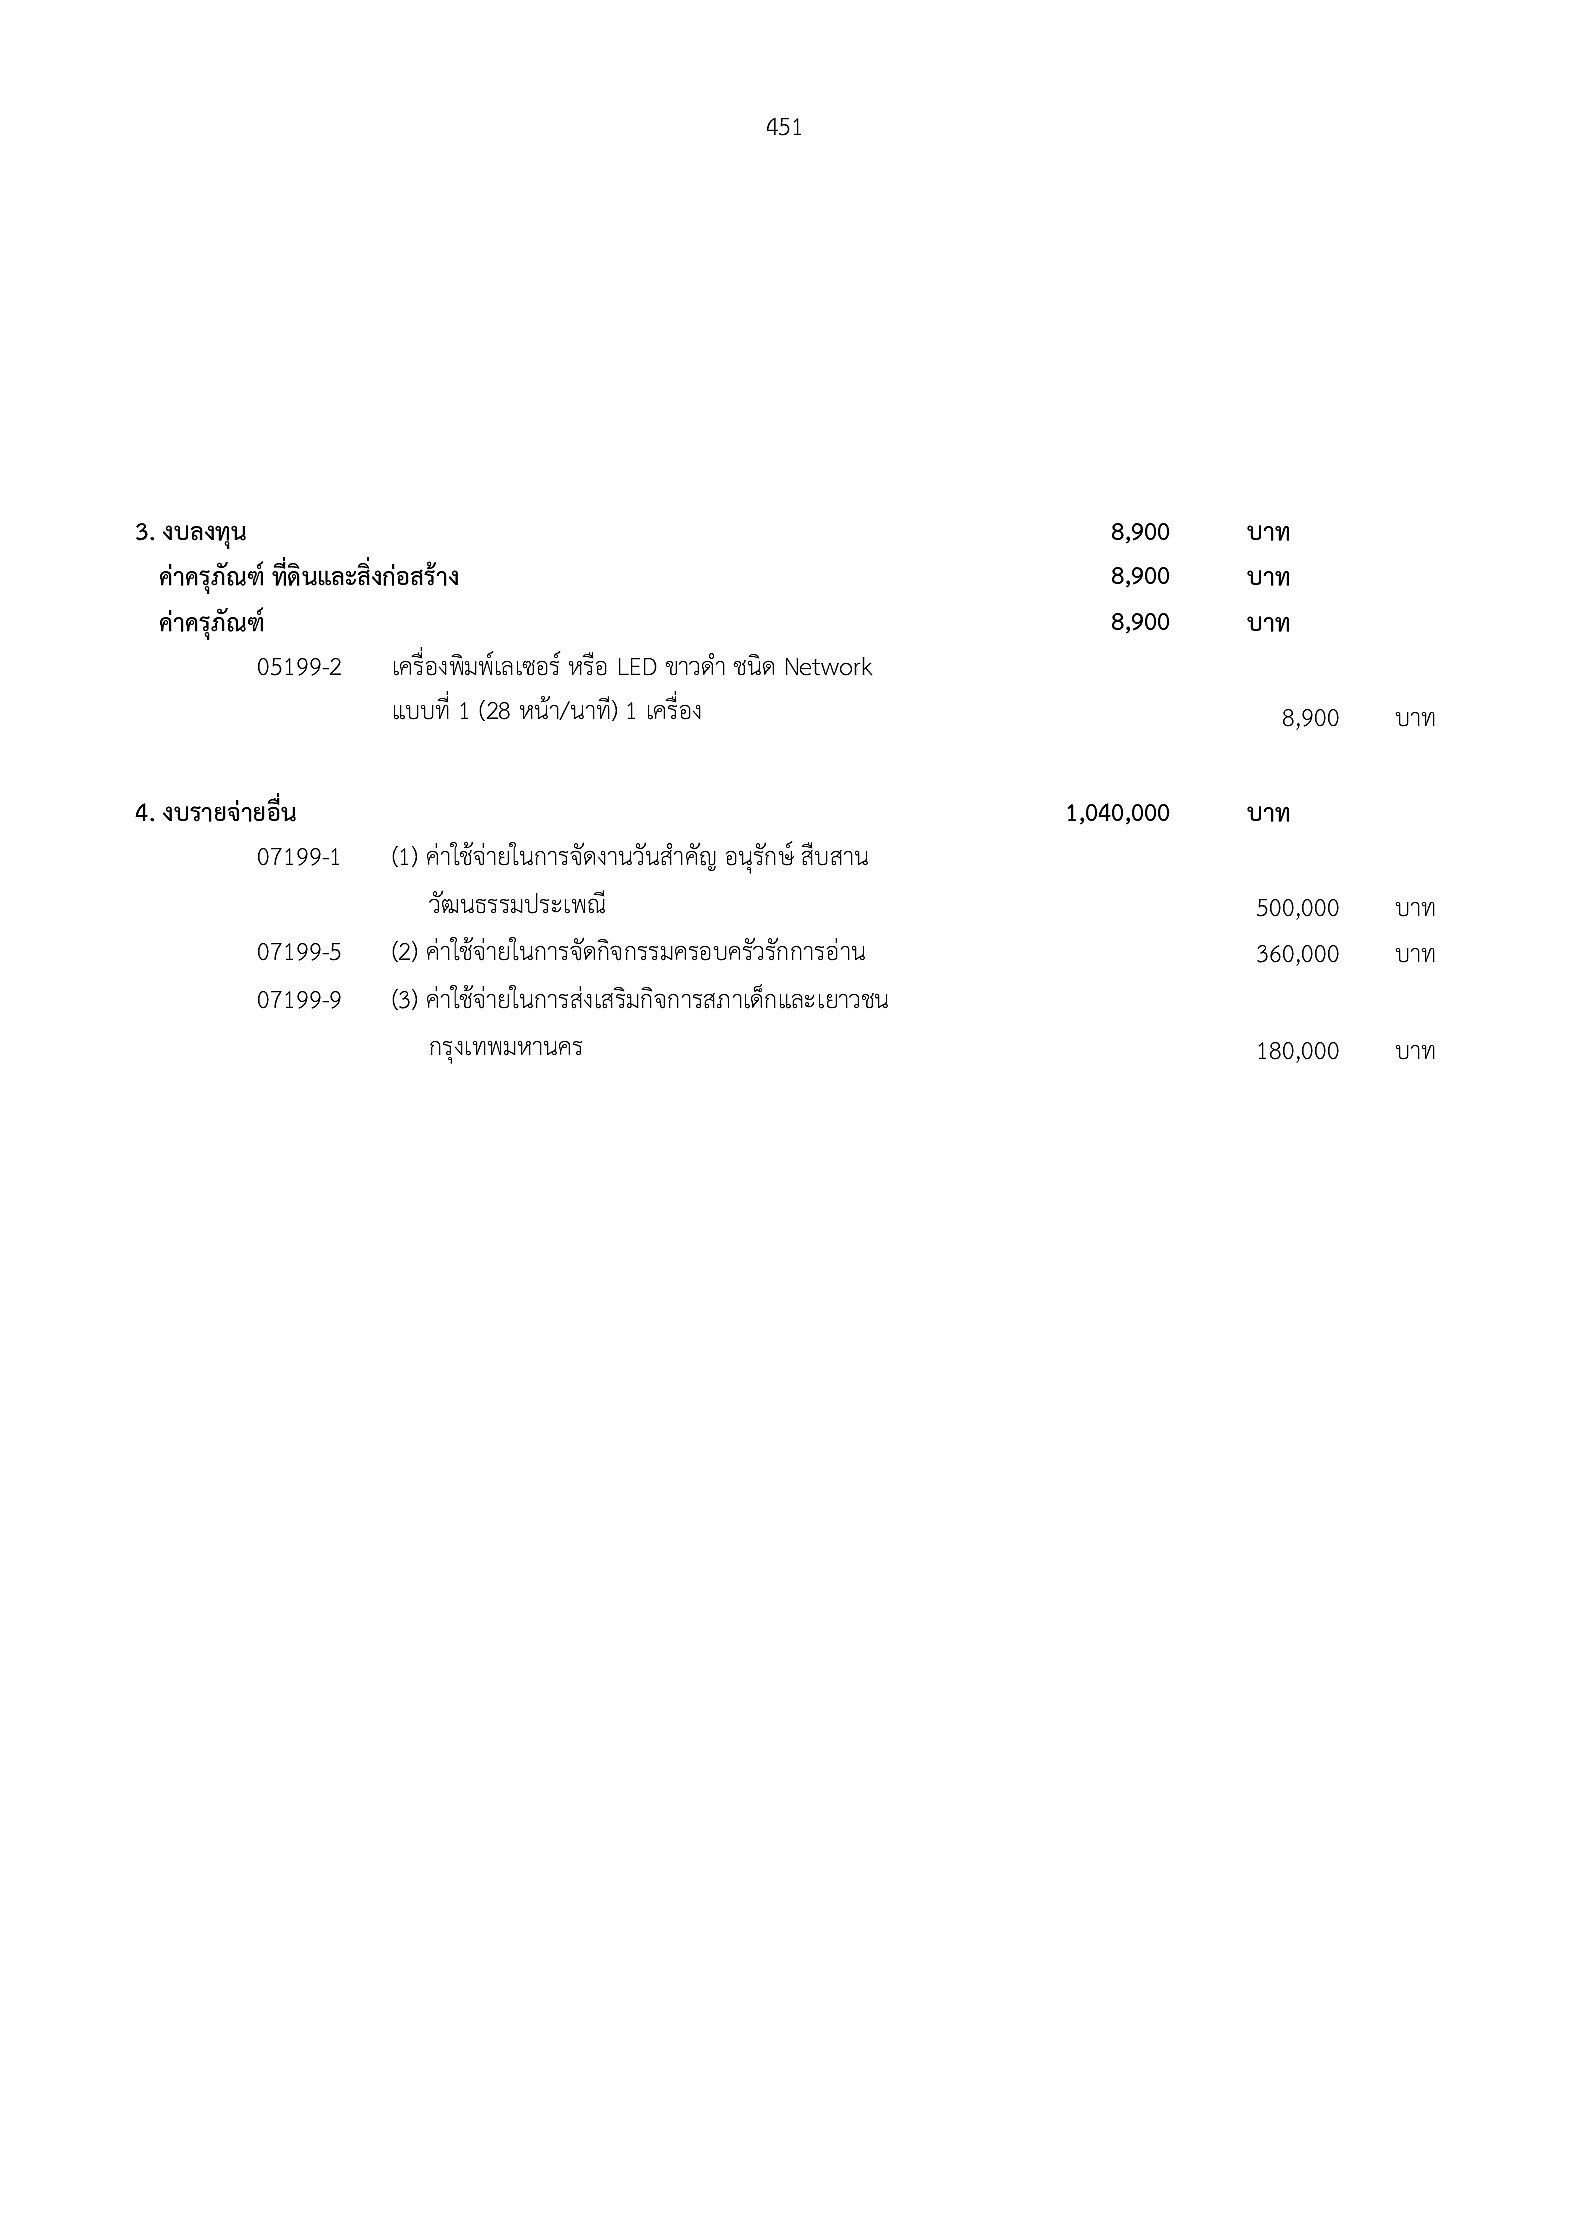 451
3. งบลงทุน 8,900 บาท
ค่าครุภัณฑ์ ที่ดินและสิ่งก่อสร้าง 8,900 บาท
ค่าครุภัณฑ์ 8,900 บาท
05199-2 เครื่องพิมพ์เลเซอร์ หรือ LED ขาวดำ ชนิด Network
แบบที่ 1 (28 หน้า/นาที) 1 เครื่อง 8,900 บาท
4. งบรายจ่ายอื่น 1,040,000 บาท
07199-1 (1) ค่าใช้จ่ายในการจัดงานวันสำคัญ อนุรักษ์ สืบสาน
วัฒนธรรมประเพณี 500,000 บาท
07199-5 (2) ค่าใช้จ่ายในการจัดกิจกรรมครอบครัวรักการอ่าน 360,000 บาท
07199-9 (3) ค่าใช้จ่ายในการส่งเสริมกิจการสภาเด็กและเยาวชน
กรุงเทพมหานคร 180,000 บาท